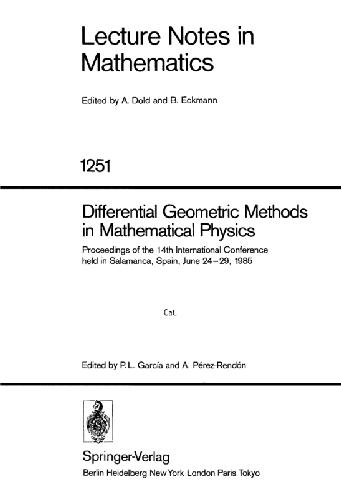 Lecture Notes in
Mathematics
Edited by A. Dold and B. Eckmann
1251
Differential Geometric Methods
in Mathematical Physics
Proceedings of the 14th International Conference
held in Salamanca, Spain, June 24–29, 1985
Cat.
Edited by P.L. García and A. Pérez-Rendón
Springer-Verlag
Berlin Heidelberg New York London Paris Tokyo